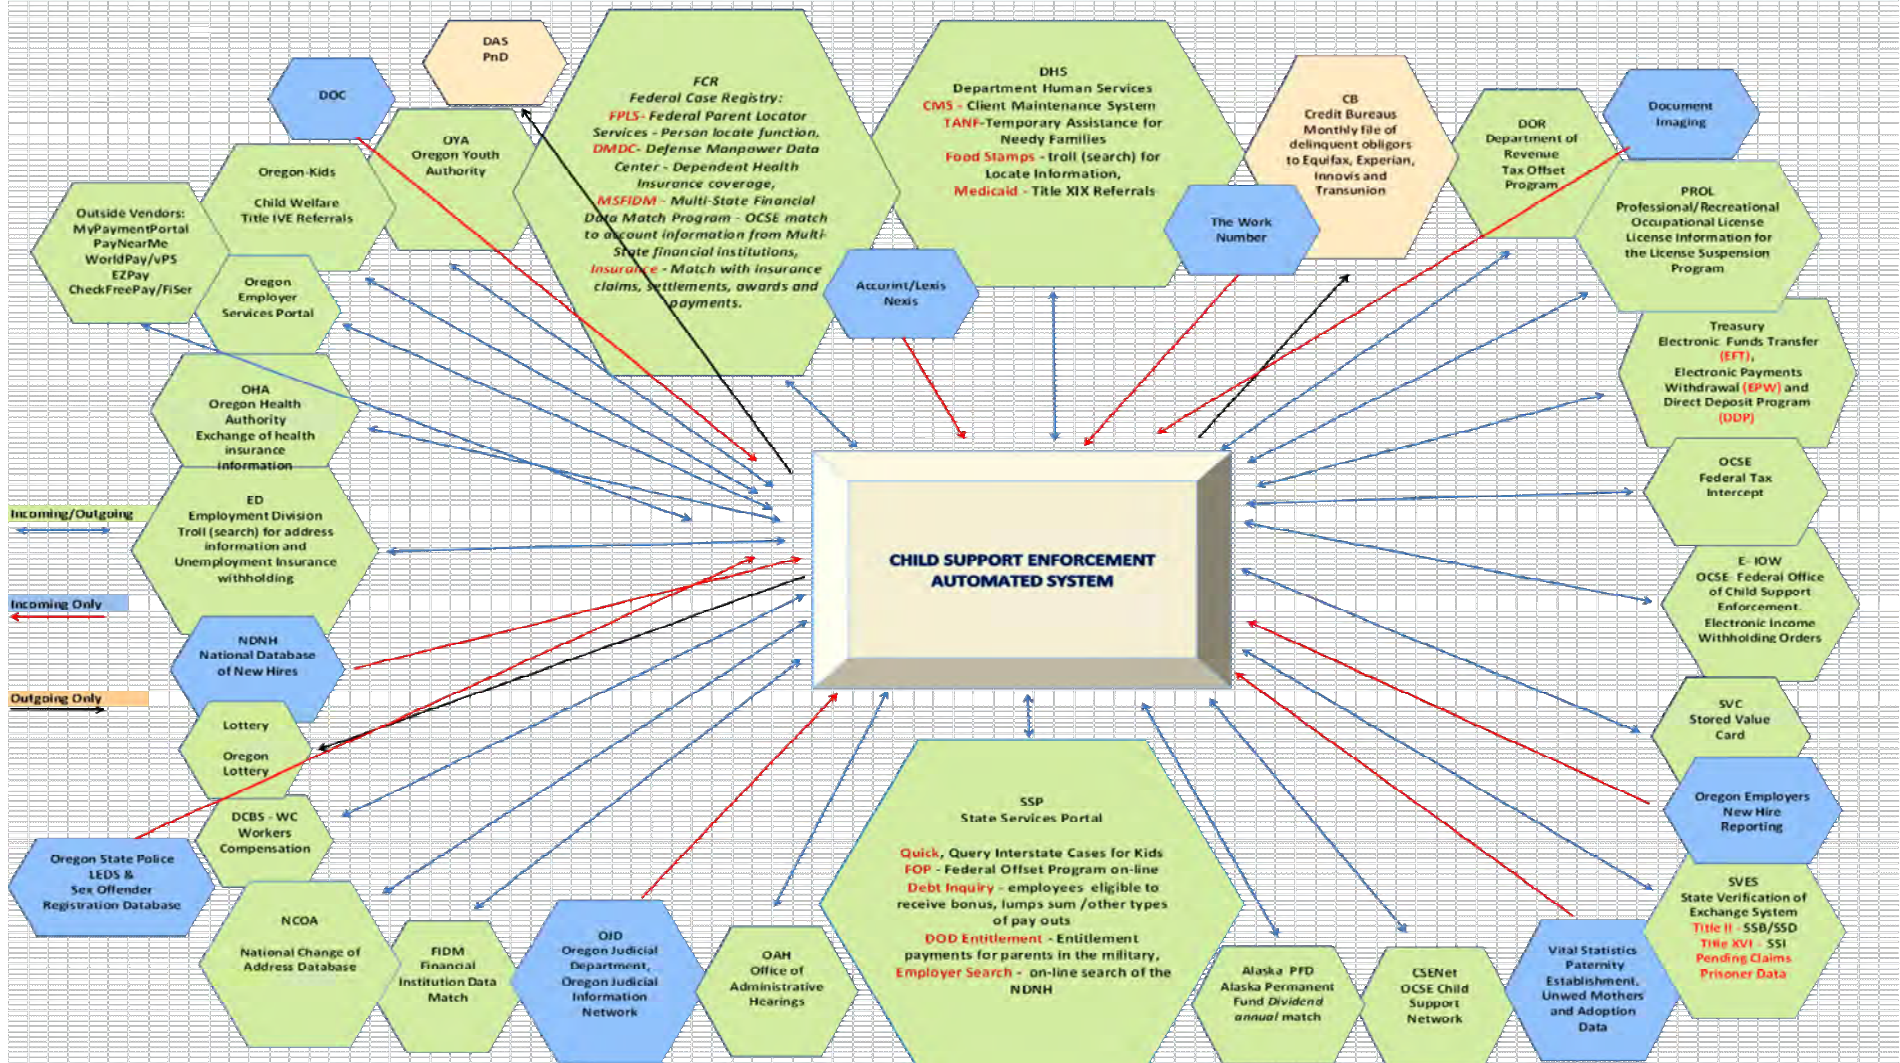 DAS
PnD
DOC
OYA
Oregon Youth
Authority
Oregon-Kids
Child Welfare
Title IVE Referrals
Outside Vendors:
MyPaymentPortal
PayNearMe
WorldPay/vPS
EZPay
CheckFreePay/FiSer
Oregon
Employer
Services Portal
OHA
Oregon Health
Authority
Exchange of health
insurance
information
ED
Employment Division
Troll (search) for address
information and
Unemployment Insurance
withholding
Incoming/Outgoing
Incoming Only
Outgoing Only
NDNH
National Database
of New Hires
Lottery
Oregon
Lottery
DCBS - WC
Workers
Compensation
Oregon State Police
LEDS &
Sex Offender
Registration Database
NCOA
National Change of
Address Database
FIDM
Financial
Institution Data
Match
OJD
Oregon Judicial
Department,
Oregon Judicial
Information
Network
OAH
Office of
Administrative
Hearings
FCR
Federal Case Registry:
FPLS- Federal Parent Locator
Services - Person locate function,
DMDC- Defense Manpower Data
Center - Dependent Health
Insurance coverage,
MSFIDM - Multi-State Financial
Data Match Program - OCSE match
to account information from Multi-
State financial institutions,
Insurance - Match with insurance
claims, settlements, awards and
payments.
DHS
Department Human Services
CMS - Client Maintenance System
TANF-Temporary Assistance for
Needy Families
Food Stamps - troll (search) for
Locate Information,
Medicaid - Title XIX Referrals
Accurint/Lexis
Nexis
The Work
Number
CB
Credit Bureaus
Monthly file of
delinquent obligors
to Equifax, Experian,
Innovis and
Transunion
DOR
Department of
Revenue
Tax Offset
Program
Document
Imaging
PROL
Professional/Recreational
Occupational License
License Information for
the License Suspension
Program
Treasury
Electronic Funds Transfer
(EFT),
Electronic Payments
Withdrawal (EPW) and
Direct Deposit Program
(DDP)
OCSE
Federal Tax
Intercept
E- IOW
OCSE- Federal Office
of Child Support
Enforcement.
Electronic Income
Withholding Orders
SVC
Stored Value
Card
Oregon Employers
New Hire
Reporting
SVES
State Verification of
Exchange System
Title II - SSB/SSD
Title XVI - SSI
Pending Claims
Prisoner Data
Vital Statistics
Paternity
Establishment,
Unwed Mothers
and Adoption
Data
CSENet
OCSE Child
Support
Network
Alaska PFD
Alaska Permanent
Fund Dividend
annual match
SSP
State Services Portal
Quick, Query Interstate Cases for Kids
FOP - Federal Offset Program on-line
Debt Inquiry - employees eligible to
receive bonus, lumps sum /other types
of pay outs
DOD Entitlement - Entitlement
payments for parents in the military,
Employer Search - on-line search of the
NDNH
CHILD SUPPORT ENFORCEMENT
AUTOMATED SYSTEM